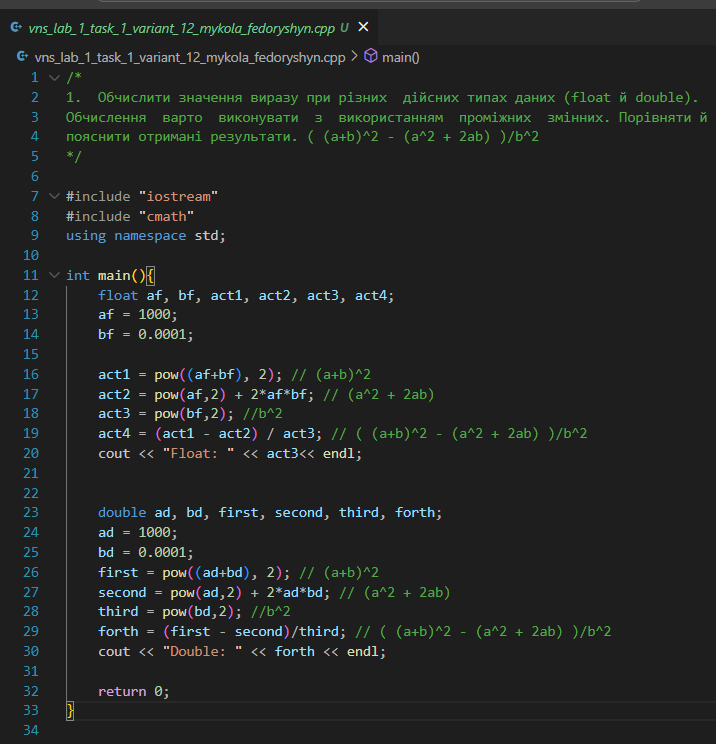 vns_lab_1_task_1_variant_12_mykola_fedoryshyn.cpp U ×
vns_lab_1_task_1_variant_12_mykola_fedoryshyn.cpp > main()
1 /*
2 1.  Обчислити значення виразу при різних  дійсних типах даних (float й double).
3 Обчислення  варто  виконувати  з  використанням  проміжних  змінних. Порівняти й
4 пояснити отримані результати. ( (a+b)^2 - (a^2 + 2ab) )/b^2
5 */
6
7 #include "iostream"
8 #include "cmath"
9 using namespace std;
10
11 int main(){
12     float af, bf, act1, act2, act3, act4;
13     af = 1000;
14     bf = 0.0001;
15
16     act1 = pow((af+bf), 2); // (a+b)^2
17     act2 = pow(af,2) + 2*af*bf; // (a^2 + 2ab)
18     act3 = pow(bf,2); //b^2
19     act4 = (act1 - act2) / act3; // ( (a+b)^2 - (a^2 + 2ab) )/b^2
20     cout << "Float: " << act3<< endl;
21
22
23     double ad, bd, first, second, third, forth;
24     ad = 1000;
25     bd = 0.0001;
26     first = pow((ad+bd), 2); // (a+b)^2
27     second = pow(ad,2) + 2*ad*bd; // (a^2 + 2ab)
28     third = pow(bd,2); //b^2
29     forth = (first - second)/third; // ( (a+b)^2 - (a^2 + 2ab) )/b^2
30     cout << "Double: " << forth << endl;
31
32     return 0;
33 }
34